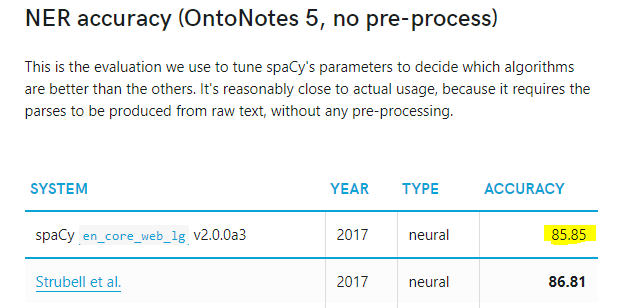 NER accuracy (OntoNotes 5, no pre-process)
This is the evaluation we use to tune spaCy's parameters to decide which algorithms
are better than the others. It's reasonably close to actual usage, because it requires the
parses to be produced from raw text, without any pre-processing.
SYSTEM YEAR TYPE ACCURACY
spaCy en_core_web_lg v2.0.0a3 2017 neural 85.85
Strubell et al. 2017 neural 86.81